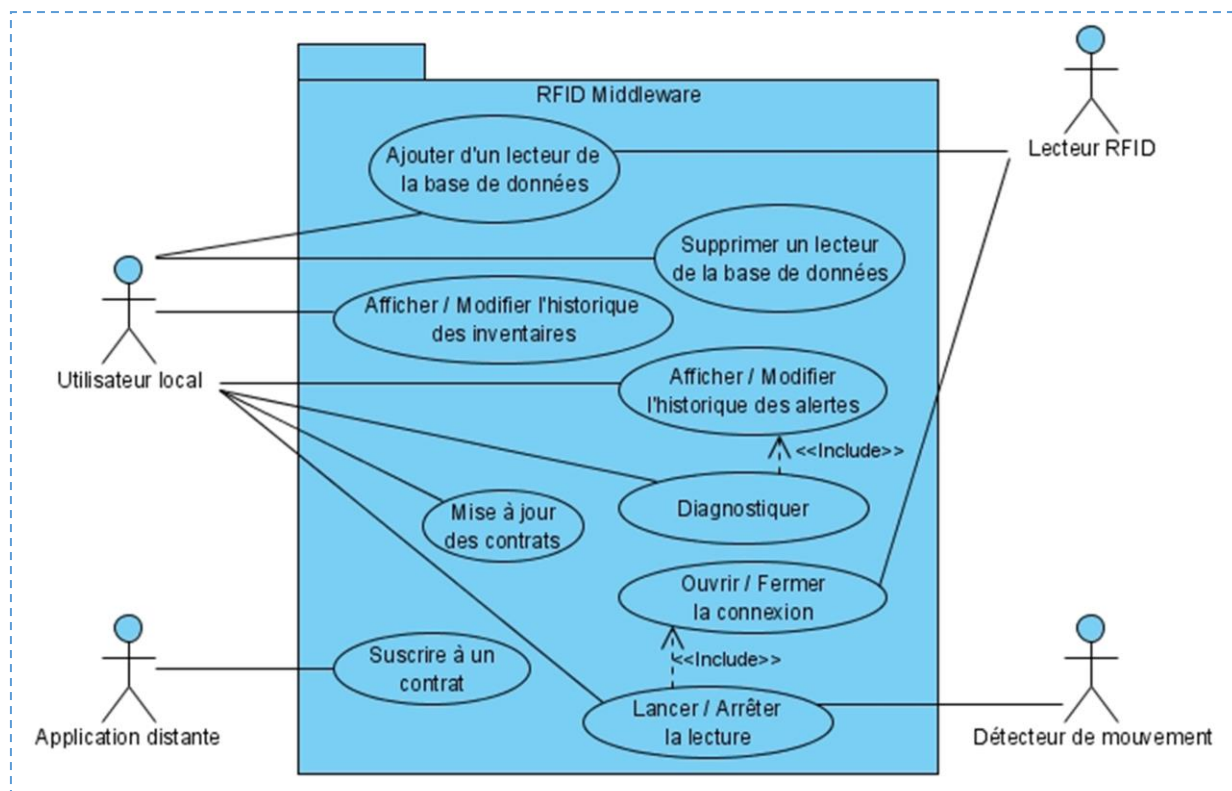 RFID Middleware
Ajouter d'un lecteur de
la base de données
Lecteur RFID
Supprimer un lecteur
de la base de données
Afficher / Modifier l'historique
des inventaires
Utilisateur local
Afficher / Modifier
l'historique des alertes
<<Include>>
Diagnostiquer
Mise à jour
des contrats
Ouvrir / Fermer
la connexion
<<Include>>
Suscrire à un
contrat
Lancer / Arrêter
la lecture
Application distante
Détecteur de mouvement